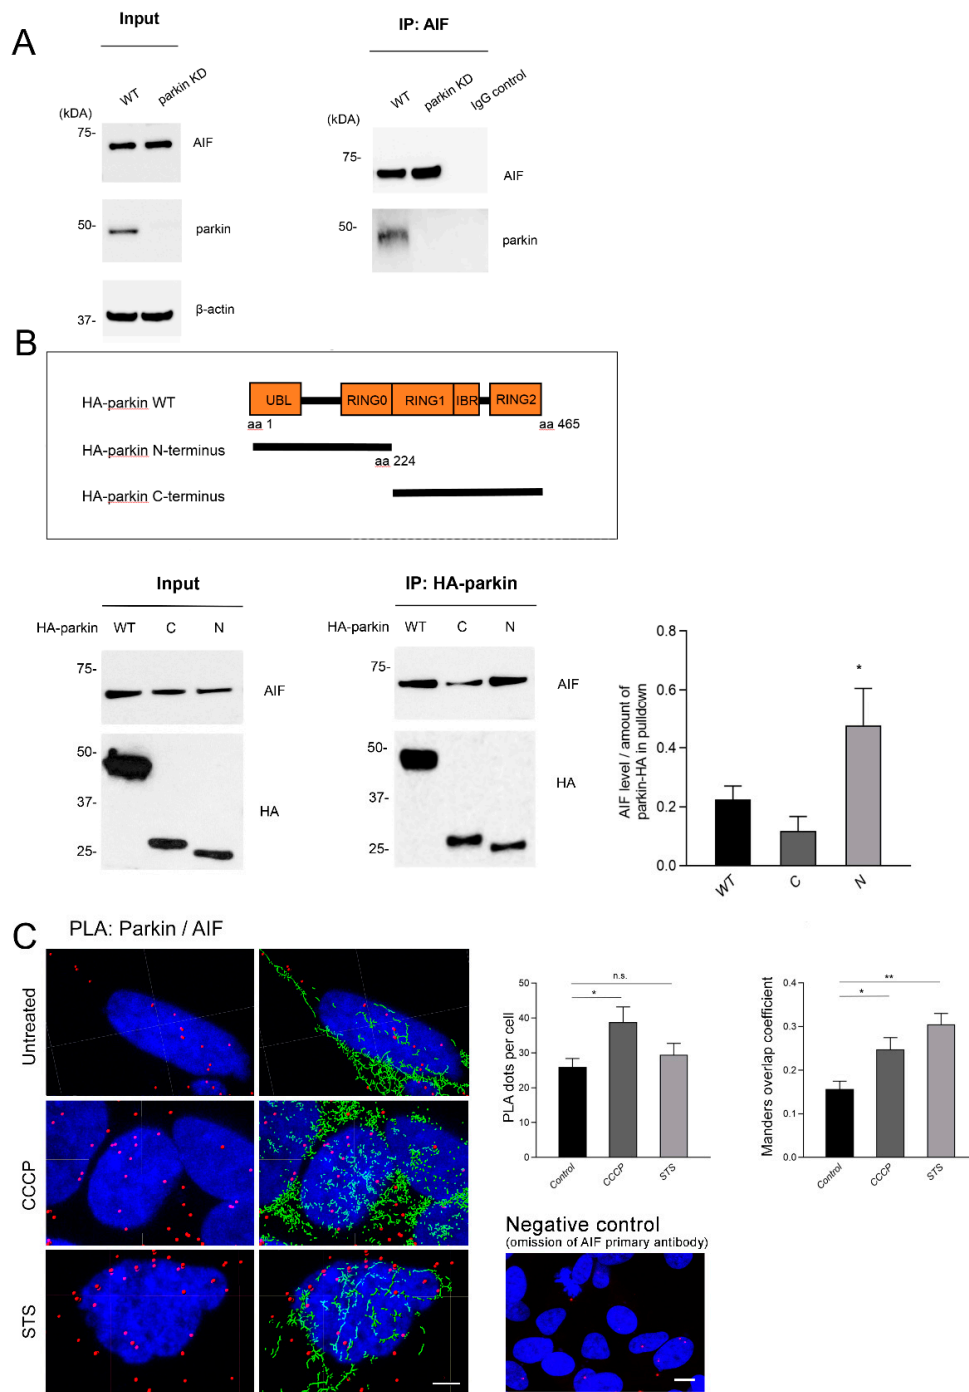 A
Input
WT
parkin KD
(kDA)
75-
AIF
50-
parkin
37-
β-actin
IP: AIF
WT
parkin KD
IgG control
(kDA)
75-
AIF
50-
parkin
B
HA-parkin WT
UBL
RING0
RING1
IBR
RING2
aa 1
aa 465
HA-parkin N-terminus
aa 224
HA-parkin C-terminus
Input
HA-parkin WT C N
75-
AIF
50-
37-
HA
25-
IP: HA-parkin
HA-parkin WT C N
75-
AIF
50-
37-
HA
25-
AIF level / amount of
parkin-HA in pulldown
0.8
0.6
0.4
0.2
0.0
*
WT
C
N
C
PLA: Parkin / AIF
Untreated
CCCP
STS
PLA dots per cell
50
40
30
20
10
0
n.s.
*
Control
CCCP
STS
Manders overlap coefficient
0.4
0.3
0.2
0.1
0.0
**
*
Control
CCCP
STS
Negative control
(omission of AIF primary antibody)